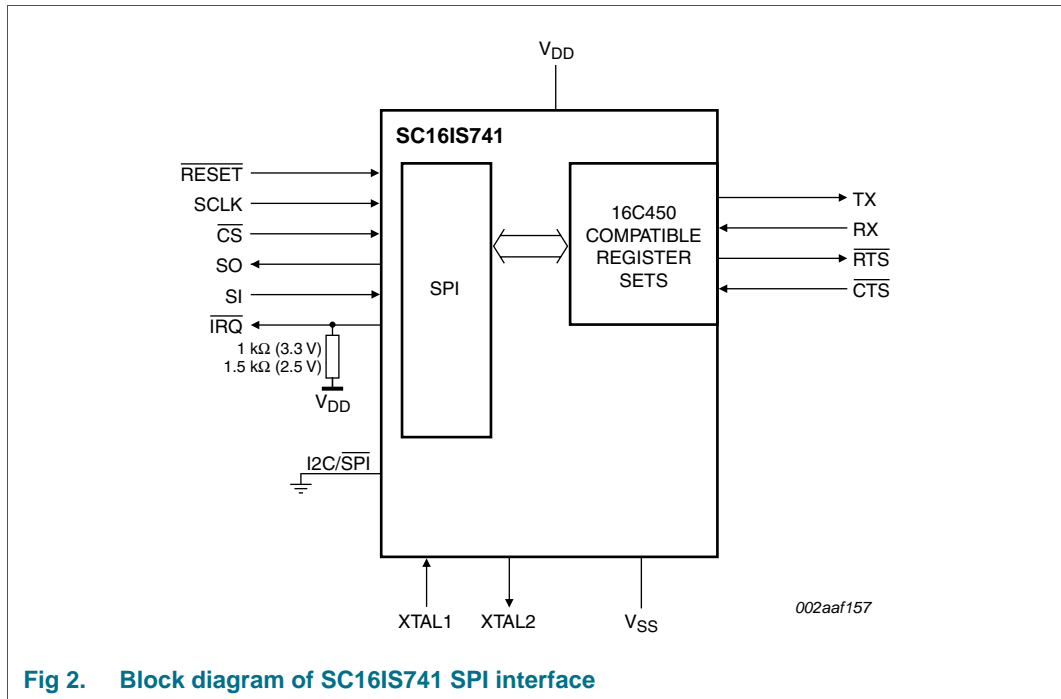 VDD
SC16IS741
RESET
SCLK
CS
SO
SI
IRQ
1 kΩ (3.3 V)
1.5 kΩ (2.5 V)
VDD
I2C/SPI
SPI
16C450
COMPATIBLE
REGISTER
SETS
TX
RX
RTS
CTS
XTAL1
XTAL2
VSS
002aaf157
Fig 2. Block diagram of SC16IS741 SPI interface